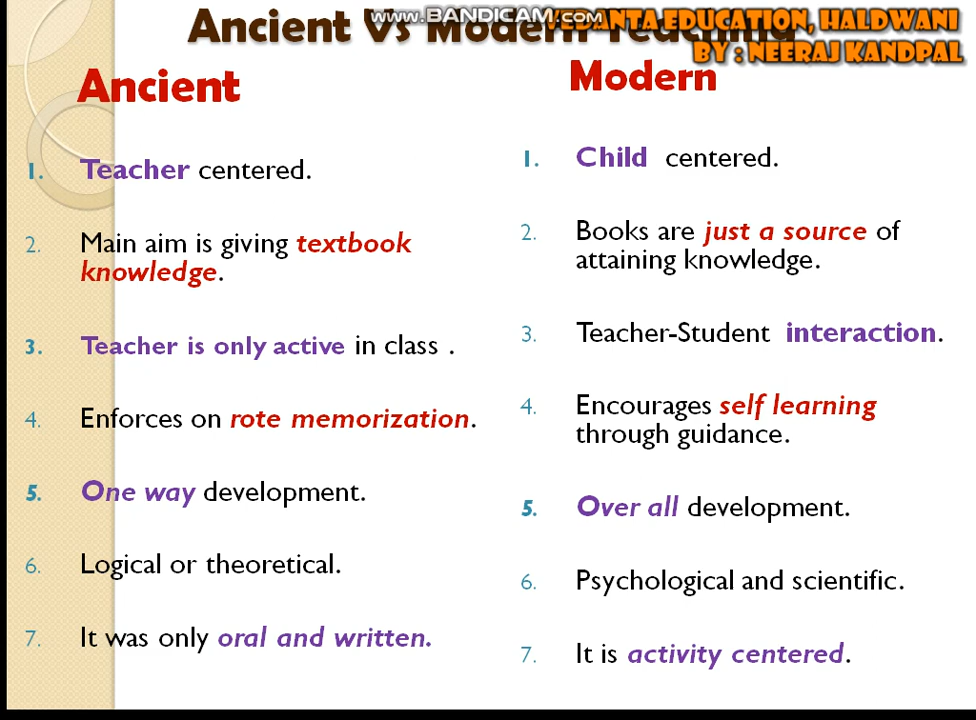 www.BANDICAM.com
Ancient Vs Modern Teaching
VEDANTA EDUCATION, HALDWANI
BY : NEERAJ KANDPAL
Ancient
1. Teacher centered.
2. Main aim is giving textbook
knowledge.
3. Teacher is only active in class .
4. Enforces on rote memorization.
5. One way development.
6. Logical or theoretical.
7. It was only oral and written.
Modern
1. Child centered.
2. Books are just a source of
attaining knowledge.
3. Teacher-Student interaction.
4. Encourages self learning
through guidance.
5. Over all development.
6. Psychological and scientific.
7. It is activity centered.